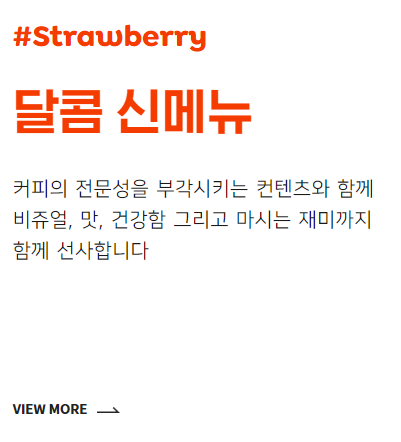 #Strawberry
달콤 신메뉴
커피의 전문성을 부각시키는 컨텐츠와 함께
비쥬얼, 맛, 건강함 그리고 마시는 재미까지
함께 선사합니다
VIEW MORE